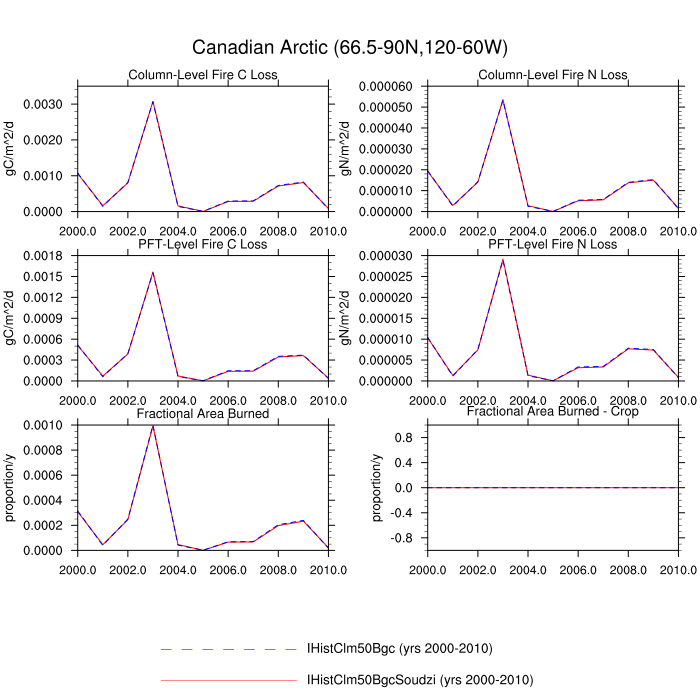 Canadian Arctic (66.5-90N,120-60W)
Column-Level Fire C Loss
gC/m^2/d
0.0030
0.0020
0.0010
0.0000
2000.0 2002.0 2004.0 2006.0 2008.0 2010.0
Column-Level Fire N Loss
gN/m^2/d
0.000060
0.000050
0.000040
0.000030
0.000020
0.000010
0.000000
2000.0 2002.0 2004.0 2006.0 2008.0 2010.0
PFT-Level Fire C Loss
gC/m^2/d
0.0018
0.0015
0.0012
0.0009
0.0006
0.0003
0.0000
2000.0 2002.0 2004.0 2006.0 2008.0 2010.0
PFT-Level Fire N Loss
gN/m^2/d
0.000030
0.000025
0.000020
0.000015
0.000010
0.000005
0.000000
2000.0 2002.0 2004.0 2006.0 2008.0 2010.0
Fractional Area Burned
proportion/y
0.0010
0.0008
0.0006
0.0004
0.0002
0.0000
2000.0 2002.0 2004.0 2006.0 2008.0 2010.0
Fractional Area Burned - Crop
proportion/y
0.8
0.4
0.0
-0.4
-0.8
2000.0 2002.0 2004.0 2006.0 2008.0 2010.0
IHistClm50Bgc (yrs 2000-2010)
IHistClm50BgcSoudzi (yrs 2000-2010)